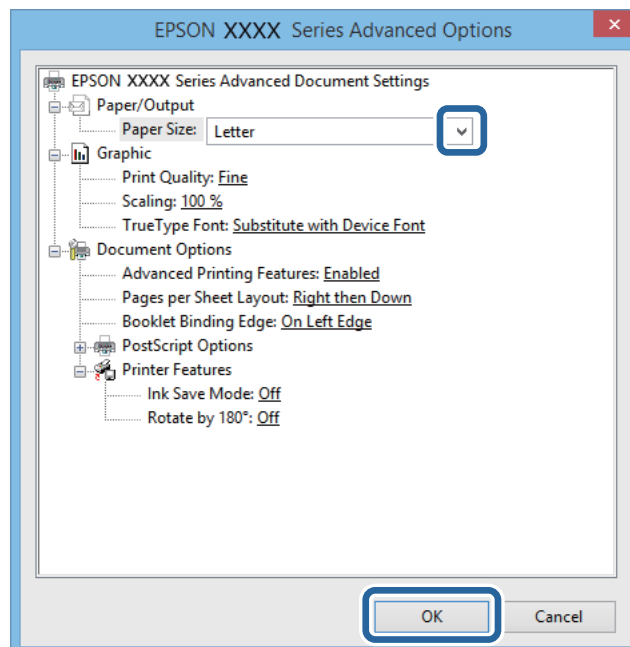 EPSON XXXX Series Advanced Options
EPSON XXXX Series Advanced Document Settings
Paper/Output
Paper Size: Letter
Graphic
Print Quality: Fine
Scaling: 100 %
TrueType Font: Substitute with Device Font
Document Options
Advanced Printing Features: Enabled
Pages per Sheet Layout: Right then Down
Booklet Binding Edge: On Left Edge
PostScript Options
Printer Features
Ink Save Mode: Off
Rotate by 180°: Off
OK Cancel